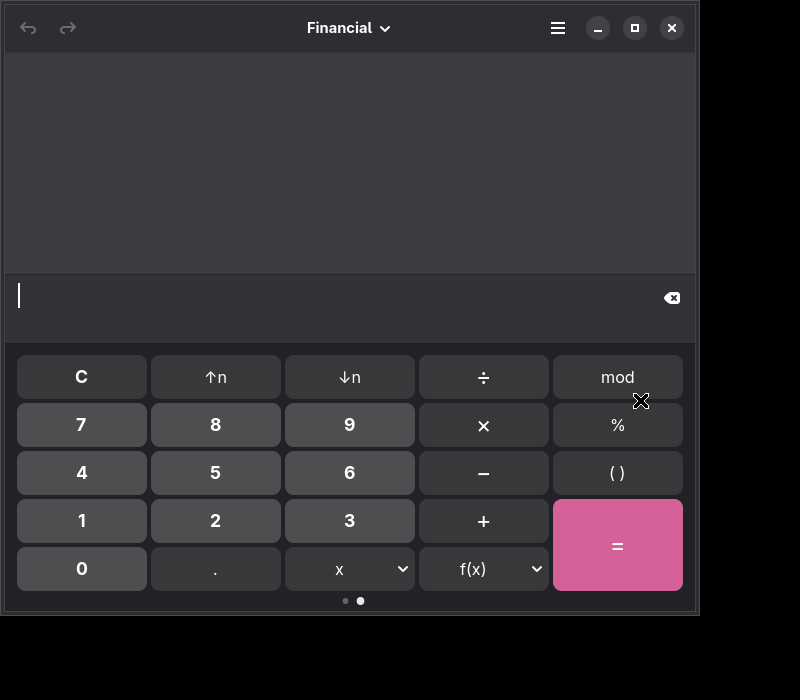 Financial
C ↑n ↓n ÷ mod
7 8 9 × %
4 5 6 − ( )
1 2 3 + =
0 . x f(x)